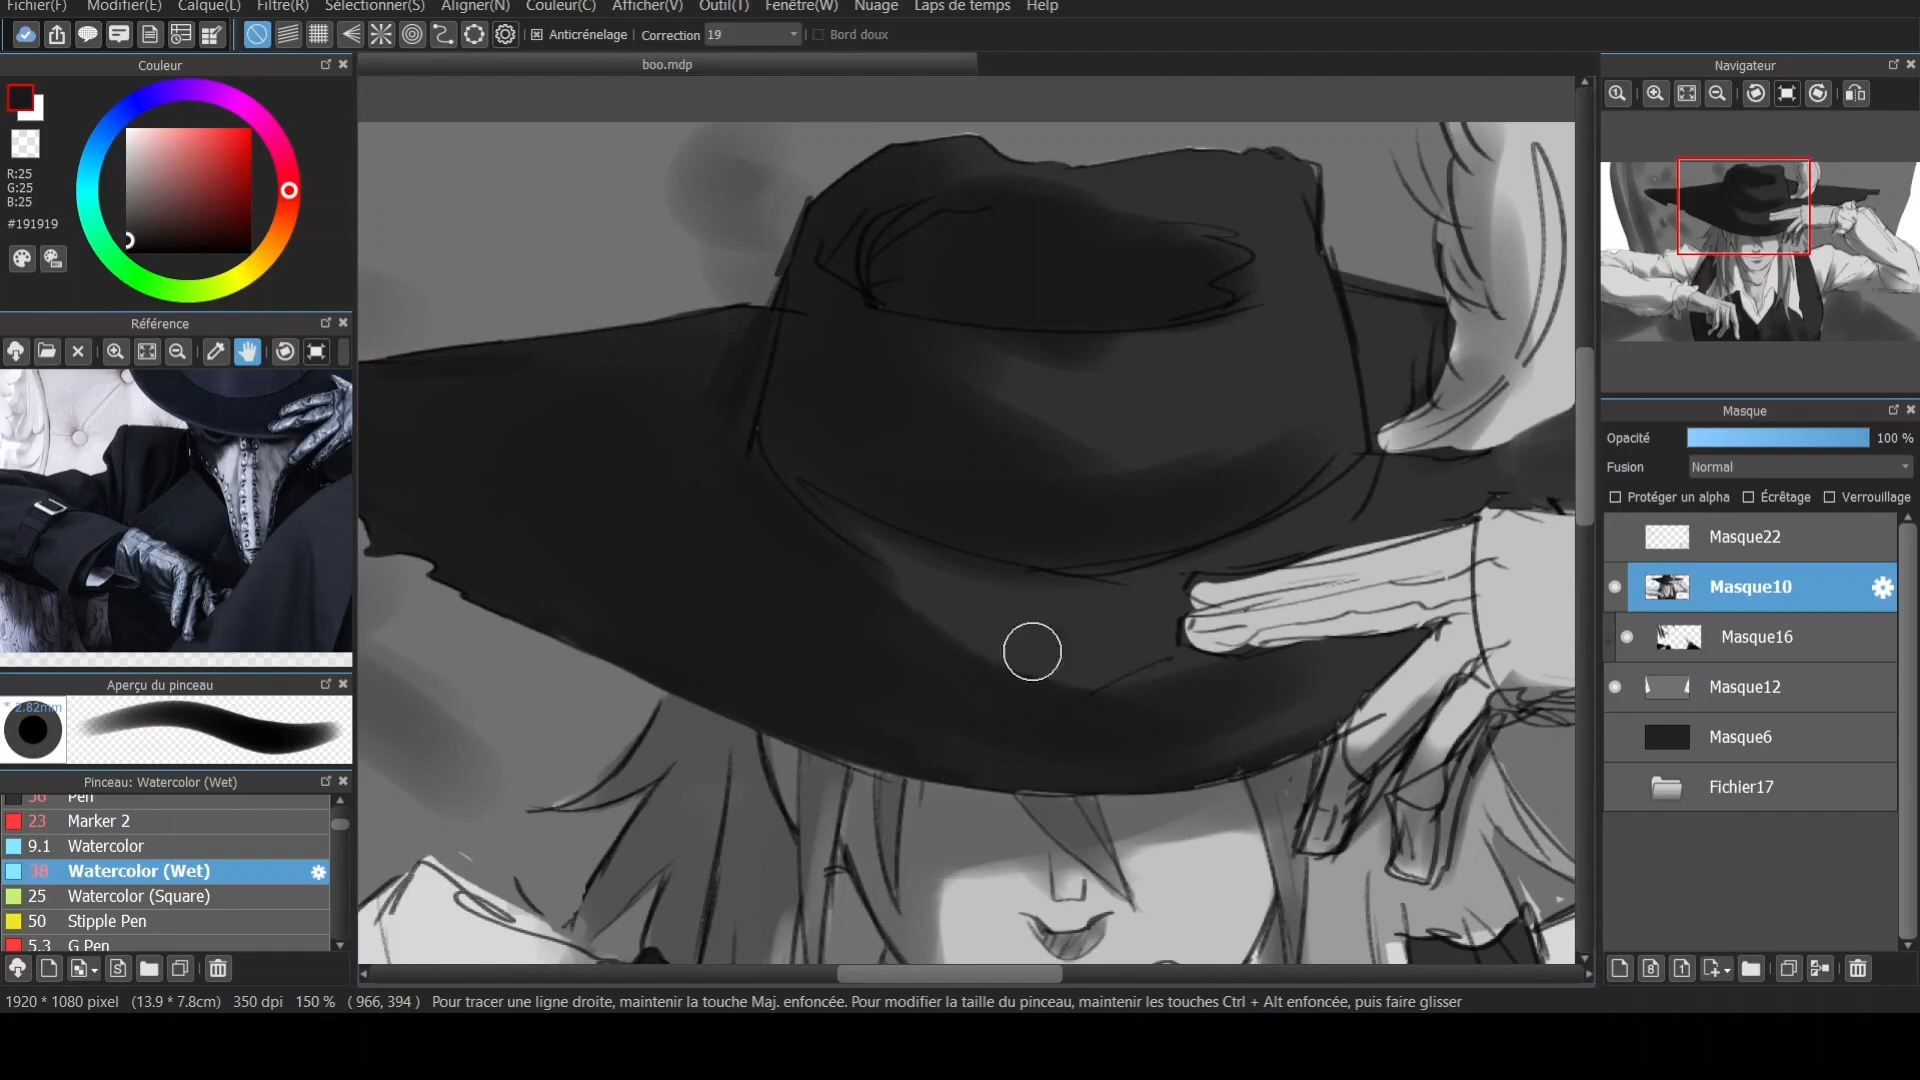 Fichier(F) Modifier(E) Calque(L) Filtre(R) Sélectionner(S) Aligner(N) Couleur(C) Afficher(V) Outil(T) Fenêtre(W) Nuage Laps de temps Help
Anticrénelage Correction 19 Bord doux
Couleur
boo.mdp
Navigateur
R:25
G:25
B:25
#191919
Référence
Masque
Opacité 100 %
Fusion Normal
Protéger un alpha Écrêtage Verrouillage
Masque22
Masque10
Masque16
Masque12
Masque6
Fichier17
Aperçu du pinceau
* 2.82mm
Pinceau: Watercolor (Wet)
56 Pen
23 Marker 2
9.1 Watercolor
38 Watercolor (Wet)
25 Watercolor (Square)
50 Stipple Pen
5.3 G Pen
1920 * 1080 pixel (13.9 * 7.8cm) 350 dpi 150 % ( 966, 394 ) Pour tracer une ligne droite, maintenir la touche Maj. enfoncée. Pour modifier la taille du pinceau, maintenir les touches Ctrl + Alt enfoncée, puis faire glisser